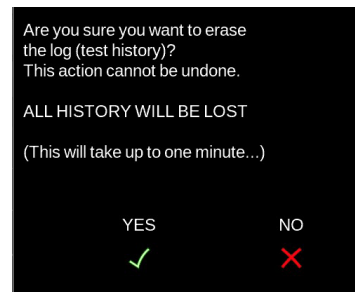 Are you sure you want to erase
the log (test history)?
This action cannot be undone.
ALL HISTORY WILL BE LOST
(This will take up to one minute...)
YES NO